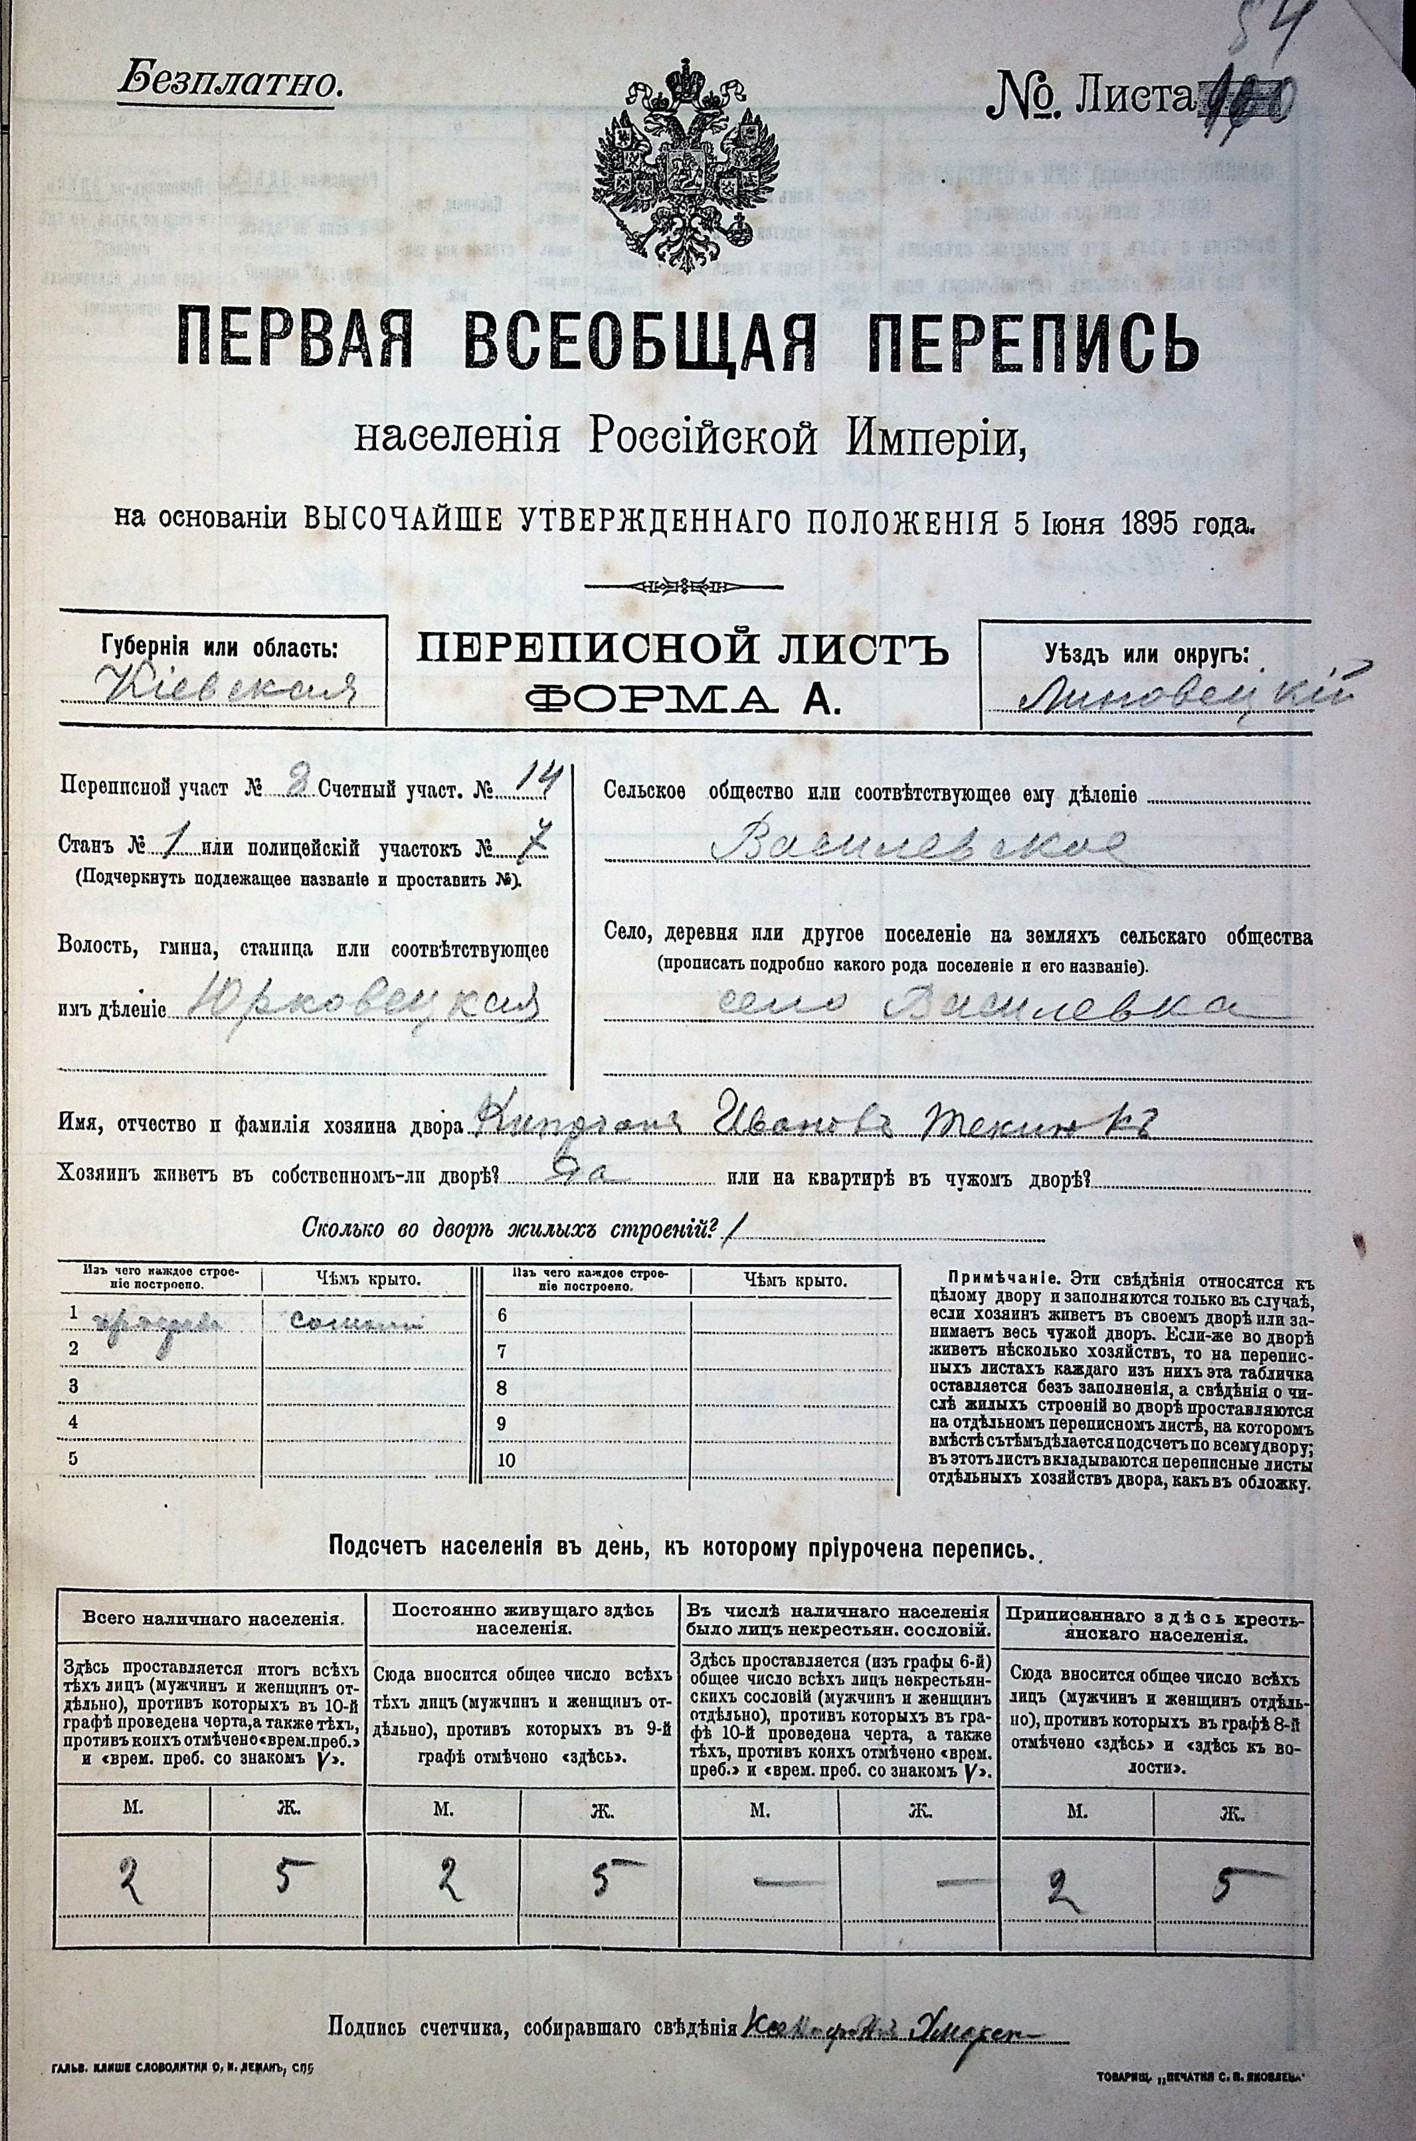 54
Безплатно.
№. Листа
ПЕРВАЯ ВСЕОБЩАЯ ПЕРЕПИСЬ
населенія Россійской Имперіи,
на основаніи ВЫСОЧАЙШЕ УТВЕРЖДЕННАГО ПОЛОЖЕНІЯ 5 Іюня 1895 года.
Губернія или область:
Кіевская
ПЕРЕПИСНОЙ ЛИСТЪ
ФОРМА А.
Уѣздъ или округъ:
Липовецкій
Переписной участ № 3 Счетный участ. № 14
Станъ № 1 или полицейскій участокъ № 7
(Подчеркнуть подлежащее названіе и проставить №).
Волость, гмина, станица или соотвѣтствующее
имъ дѣленіе Юрковецкая
Сельское общество или соотвѣтствующее ему дѣленіе
Василевское
Село, деревня или другое поселеніе на земляхъ сельскаго общества
(прописать подробно какого рода поселеніе и его названіе).
село Василевка
Имя, отчество и фамилія хозяина двора Ивановъ
Хозяинъ живетъ въ собственномъ-ли дворѣ? Да или на квартирѣ въ чужомъ дворѣ?
Сколько во дворѣ жилыхъ строеній? 1
Изъ чего каждое строе-
ніе построено.
Чѣмъ крыто.
Изъ чего каждое строе-
ніе построено.
Чѣмъ крыто.
1 соломой 6
2 7
3 8
4 9
5 10
Примѣчаніе. Эти свѣдѣнія относятся къ
цѣлому двору и заполняются только въ случаѣ,
если хозяинъ живетъ въ своемъ дворѣ или за-
нимаетъ весь чужой дворъ. Если-же во дворѣ
живетъ нѣсколько хозяйствъ, то на перепис-
ныхъ листахъ каждаго изъ нихъ эта табличка
оставляется безъ заполненія, а свѣдѣнія о чи-
слѣ жилыхъ строеній во дворѣ проставляются
на отдѣльномъ переписномъ листѣ, на которомъ
вмѣстѣ съ тѣмъ дѣлается подсчетъ по всему двору;
въ этотъ листъ вкладываются переписные листы
отдѣльныхъ хозяйствъ двора, какъ въ обложку.
Подсчетъ населенія въ день, къ которому пріурочена перепись.
Всего наличнаго населенія.
Здѣсь проставляется итогъ всѣхъ
тѣхъ лицъ (мужчинъ и женщинъ от-
дѣльно), противъ которыхъ въ 10-й
графѣ проведена черта, а также тѣхъ,
противъ коихъ отмѣчено «врем. преб.»
и «врем. преб. со знакомъ V».
Постоянно живущаго здѣсь
населенія.
Сюда вносится общее число всѣхъ
тѣхъ лицъ (мужчинъ и женщинъ от-
дѣльно), противъ которыхъ въ 9-й
графѣ отмѣчено «здѣсь».
Въ числѣ наличнаго населенія
было лицъ некрестьян. сословій.
Здѣсь проставляется (изъ графы 6-й)
общее число всѣхъ лицъ некрестьян-
скихъ сословій (мужчинъ и женщинъ
отдѣльно), противъ которыхъ въ гра-
фѣ 10-й проведена черта, а также
тѣхъ, противъ коихъ отмѣчено «врем.
преб.» и «врем. преб. со знакомъ V».
Приписаннаго здѣсь кресть-
янскаго населенія.
Сюда вносится общее число всѣхъ
лицъ (мужчинъ и женщинъ отдѣль-
но), противъ которыхъ въ графѣ 8-й
отмѣчено «здѣсь» и «здѣсь къ во-
лости».
М. Ж. М. Ж. М. Ж. М. Ж.
2 5 2 5 — — 2 5
Подпись счетчика, собиравшаго свѣдѣнія
ГАЛЬВ. КЛИШЕ СЛОВОЛИТНИ О. И. ЛЕМАНЪ, СПБ
ТОВАРИЩ. „ПЕЧАТНЯ С. П. ЯКОВЛЕВА"